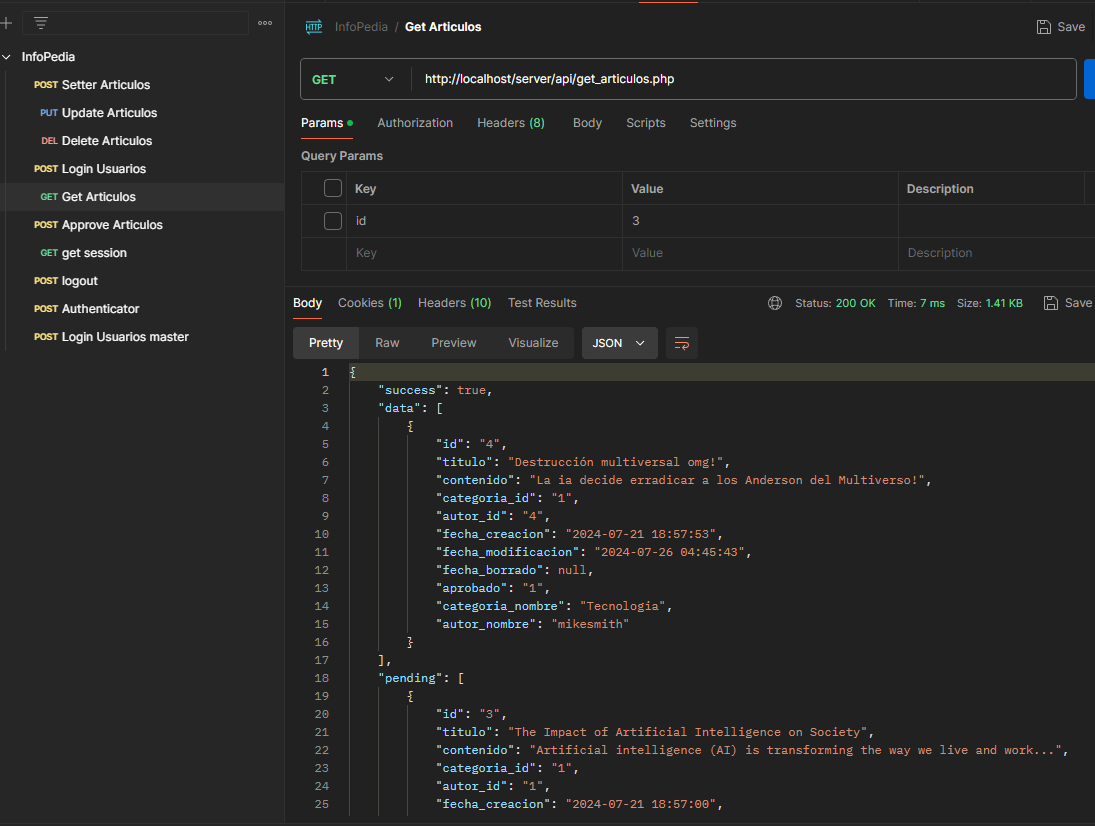 InfoPedia
POST Setter Articulos
PUT Update Articulos
DEL Delete Articulos
POST Login Usuarios
GET Get Articulos
POST Approve Articulos
GET get session
POST logout
POST Authenticator
POST Login Usuarios master
HTTP InfoPedia / Get Articulos
Save
GET http://localhost/server/api/get_articulos.php
Params Authorization Headers (8) Body Scripts Settings
Query Params
Key Value Description
id 3
Key Value Description
Body Cookies (1) Headers (10) Test Results Status: 200 OK Time: 7 ms Size: 1.41 KB Save
Pretty Raw Preview Visualize JSON
1 {
2 "success": true,
3 "data": [
4 {
5 "id": "4",
6 "titulo": "Destrucción multiversal omg!",
7 "contenido": "La ia decide erradicar a los Anderson del Multiverso!",
8 "categoria_id": "1",
9 "autor_id": "4",
10 "fecha_creacion": "2024-07-21 18:57:53",
11 "fecha_modificacion": "2024-07-26 04:45:43",
12 "fecha_borrado": null,
13 "aprobado": "1",
14 "categoria_nombre": "Tecnologia",
15 "autor_nombre": "mikesmith"
16 }
17 ],
18 "pending": [
19 {
20 "id": "3",
21 "titulo": "The Impact of Artificial Intelligence on Society",
22 "contenido": "Artificial intelligence (AI) is transforming the way we live and work...",
23 "categoria_id": "1",
24 "autor_id": "1",
25 "fecha_creacion": "2024-07-21 18:57:00",